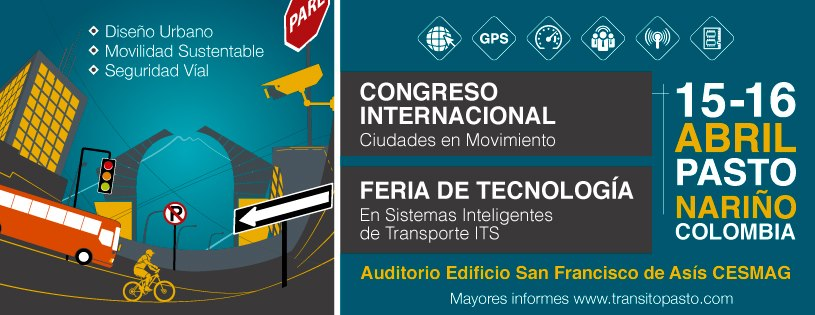 PARE
Diseño Urbano
Movilidad Sustentable
Seguridad Víal
GPS
CONGRESO
INTERNACIONAL
Ciudades en Movimiento
FERIA DE TECNOLOGÍA
En Sistemas Inteligentes
de Transporte ITS
15-16
ABRIL
PASTO
NARIÑO
COLOMBIA
Auditorio Edificio San Francisco de Asís CESMAG
Mayores informes www.transitopasto.com